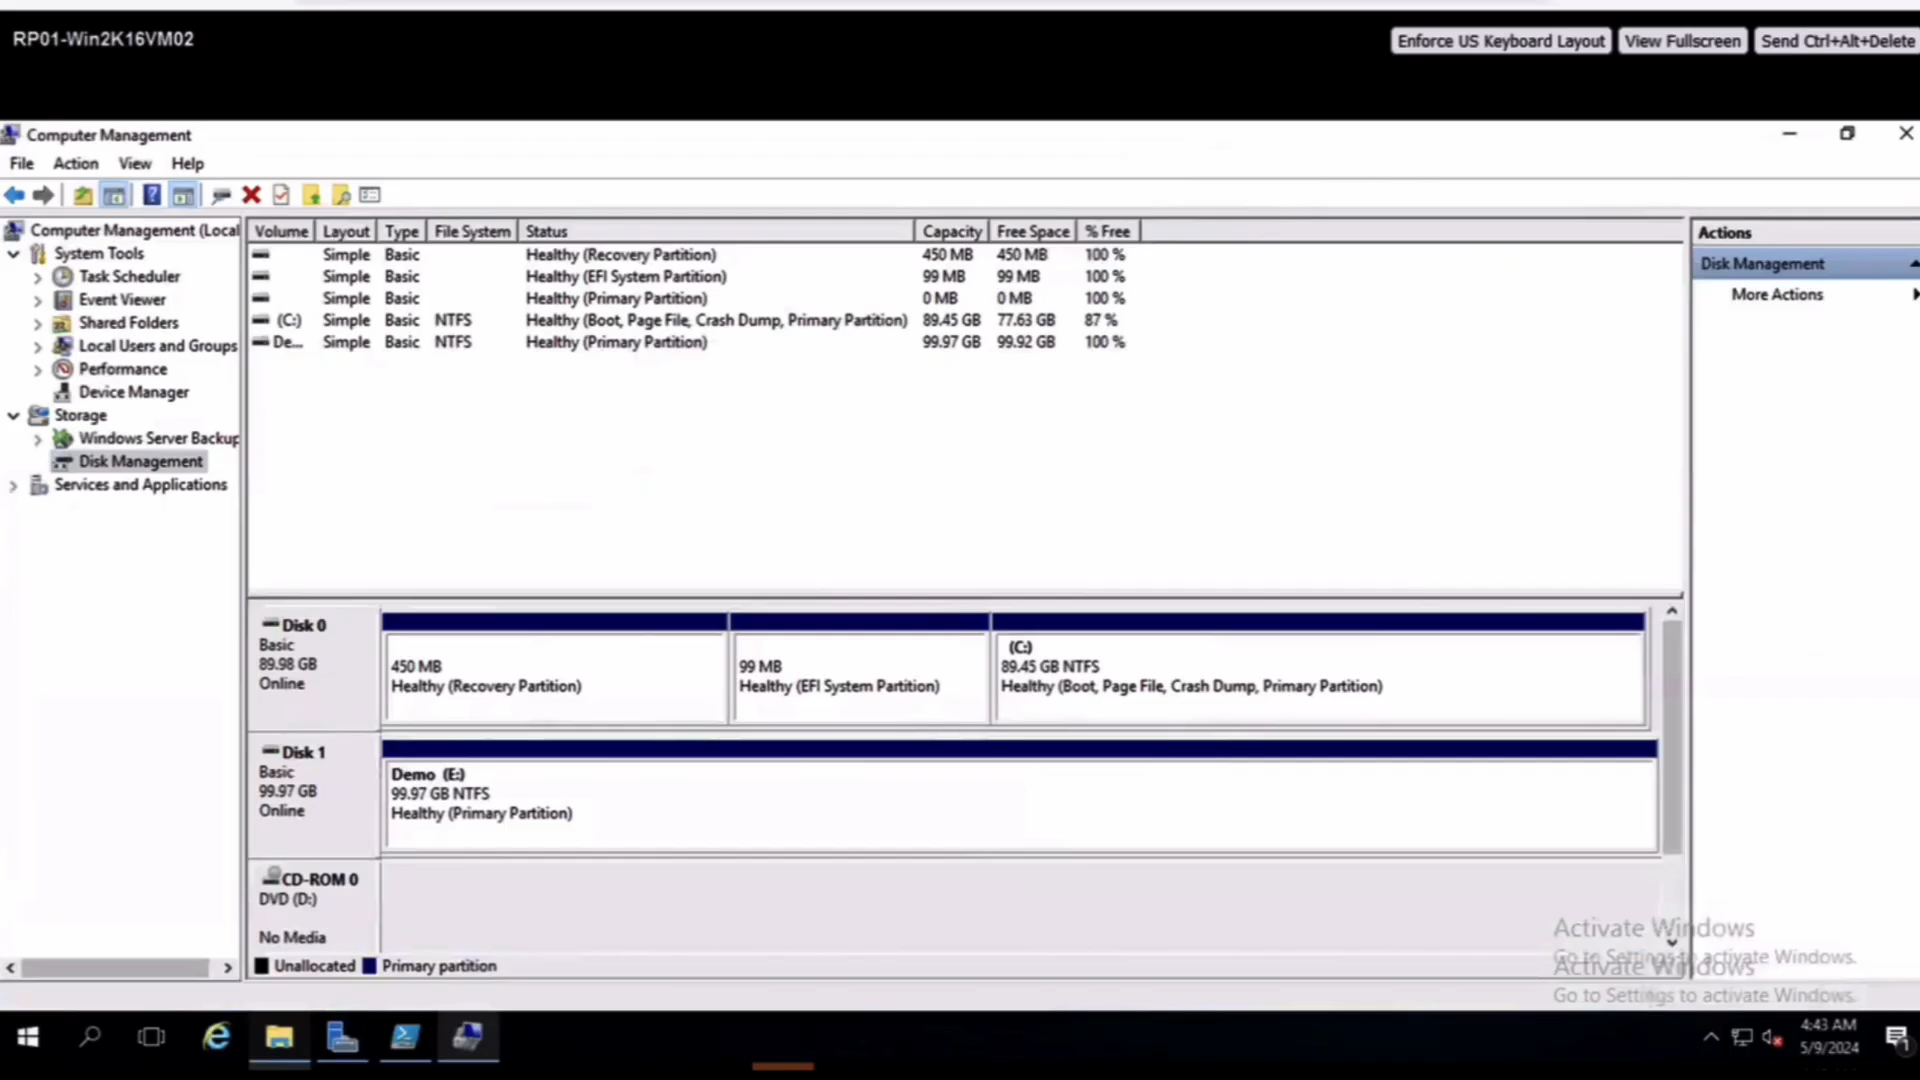 RP01-Win2K16VM02
Enforce US Keyboard Layout View Fullscreen Send Ctrl+Alt+Delete
Computer Management
File Action View Help
Computer Management (Local
System Tools
Task Scheduler
Event Viewer
Shared Folders
Local Users and Groups
Performance
Device Manager
Storage
Windows Server Backup
Disk Management
Services and Applications
Volume Layout Type File System Status Capacity Free Space % Free
Simple Basic Healthy (Recovery Partition) 450 MB 450 MB 100 %
Simple Basic Healthy (EFI System Partition) 99 MB 99 MB 100 %
Simple Basic Healthy (Primary Partition) 0 MB 0 MB 100 %
(C:) Simple Basic NTFS Healthy (Boot, Page File, Crash Dump, Primary Partition) 89.45 GB 77.63 GB 87 %
De... Simple Basic NTFS Healthy (Primary Partition) 99.97 GB 99.92 GB 100 %
Actions
Disk Management
More Actions
Disk 0
Basic
89.98 GB
Online
450 MB
Healthy (Recovery Partition)
99 MB
Healthy (EFI System Partition)
(C:)
89.45 GB NTFS
Healthy (Boot, Page File, Crash Dump, Primary Partition)
Disk 1
Basic
99.97 GB
Online
Demo (E:)
99.97 GB NTFS
Healthy (Primary Partition)
CD-ROM 0
DVD (D:)
No Media
Unallocated Primary partition
Activate Windows
Go to Settings to activate Windows.
Activate Windows
Go to Settings to activate Windows.
4:43 AM
5/9/2024
1